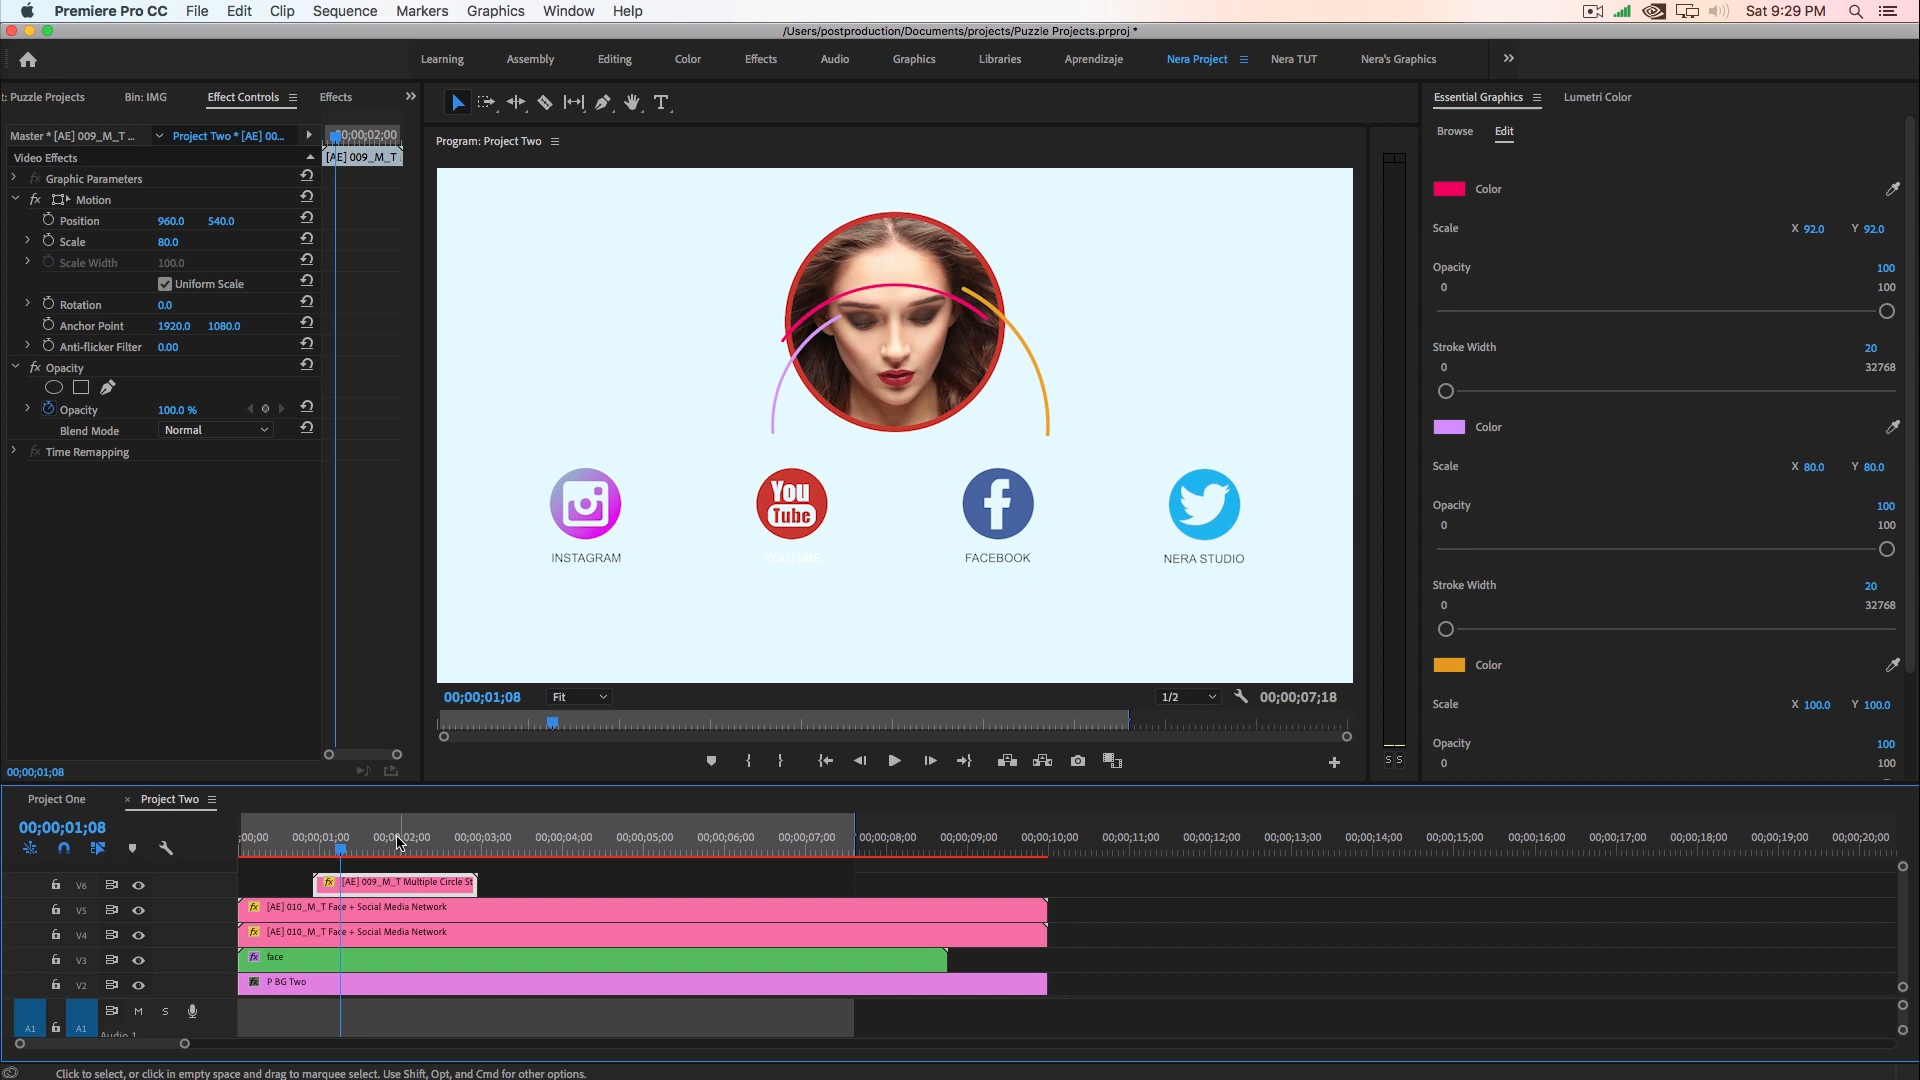 Premiere Pro CC File Edit Clip Sequence Markers Graphics Window Help Sat 9:29 PM
/Users/postproduction/Documents/projects/Puzzle Projects.prproj *
Learning Assembly Editing Color Effects Audio Graphics Libraries Aprendizaje Nera Project Nera TUT Nera's Graphics
t: Puzzle Projects Bin: IMG Effect Controls Effects
Essential Graphics Lumetri Color
Master * [AE] 009_M_T ... Project Two * [AE] 00... 00;00;02;00
Program: Project Two
Browse Edit
Video Effects [AE] 009_M_T
fx Graphic Parameters
fx Motion
Position 960.0 540.0
Scale 80.0
Scale Width 100.0
Uniform Scale
Rotation 0.0
Anchor Point 1920.0 1080.0
Anti-flicker Filter 0.00
fx Opacity
Opacity 100.0 %
Blend Mode Normal
fx Time Remapping
00;00;01;08
You
Tube
f
INSTAGRAM YOUTUBE FACEBOOK NERA STUDIO
00;00;01;08 Fit 1/2 00;00;07;18
Color
Scale X 92.0 Y 92.0
Opacity 100
0 100
Stroke Width 20
0 32768
Color
Scale X 80.0 Y 80.0
Opacity 100
0 100
Stroke Width 20
0 32768
Color
Scale X 100.0 Y 100.0
Opacity 100
0 100
S S
Project One × Project Two
00;00;01;08
;00;00 00;00;01;00 00;00;02;00 00;00;03;00 00;00;04;00 00;00;05;00 00;00;06;00 00;00;07;00 00;00;08;00 00;00;09;00 00;00;10;00 00;00;11;00 00;00;12;00 00;00;13;00 00;00;14;00 00;00;15;00 00;00;16;00 00;00;17;00 00;00;18;00 00;00;19;00 00;00;20;00
V6 fx [AE] 009_M_T Multiple Circle St
V5 fx [AE] 010_M_T Face + Social Media Network
V4 fx [AE] 010_M_T Face + Social Media Network
V3 fx face
V2 fx P BG Two
A1 A1 M S
Audio 1
Click to select, or click in empty space and drag to marquee select. Use Shift, Opt, and Cmd for other options.